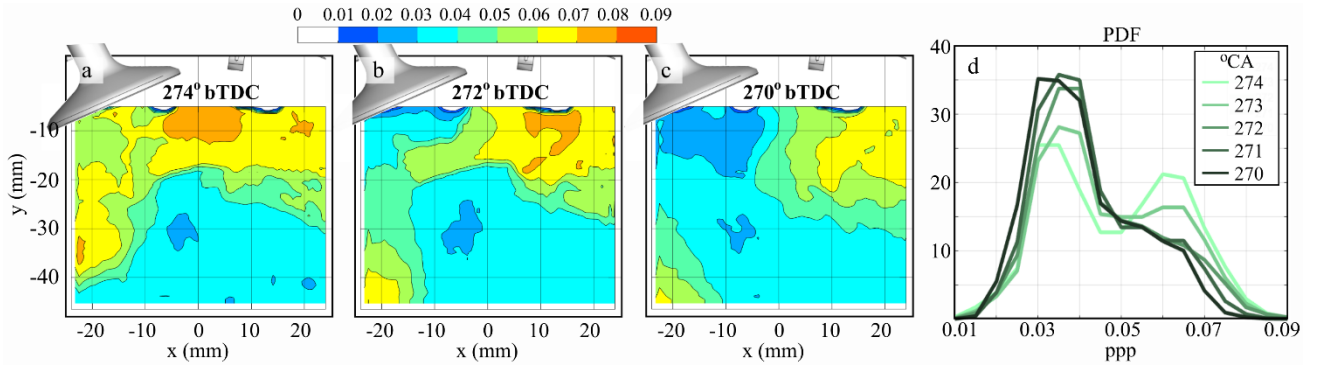 0 0.01 0.02 0.03 0.04 0.05 0.06 0.07 0.08 0.09
a
274° bTDC
b
272° bTDC
c
270° bTDC
-10
-20
-30
-40
y (mm)
-20 -10 0 10 20
x (mm)
-20 -10 0 10 20
x (mm)
-20 -10 0 10 20
x (mm)
PDF
d
40
30
20
10
0.01 0.03 0.05 0.07 0.09
ppp
°CA
274
273
272
271
270